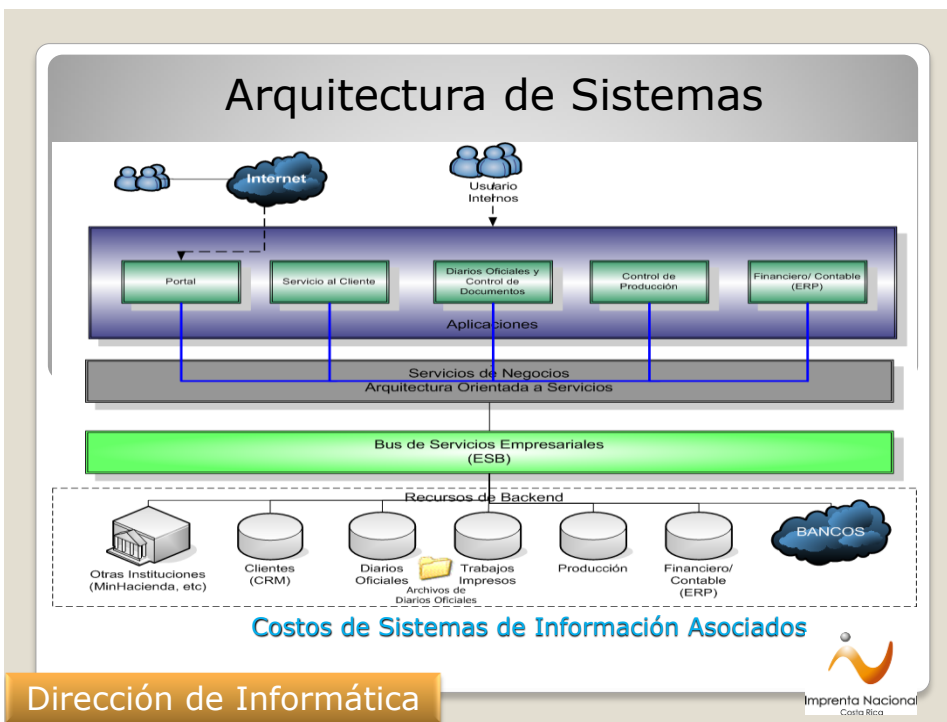 Arquitectura de Sistemas
Internet
Usuario
Internos
Portal
Servicio al Cliente
Diarios Oficiales y
Control de
Documentos
Control de
Producción
Financiero/ Contable
(ERP)
Aplicaciones
Servicios de Negocios
Arquitectura Orientada a Servicios
Bus de Servicios Empresariales
(ESB)
Recursos de Backend
Otras Instituciones
(MinHacienda, etc)
Clientes
(CRM)
Diarios
Oficiales
Archivos de
Diarios Oficiales
Trabajos
Impresos
Producción
Financiero/
Contable
(ERP)
BANCOS
Costos de Sistemas de Información Asociados
Dirección de Informática
Imprenta Nacional
Costa Rica